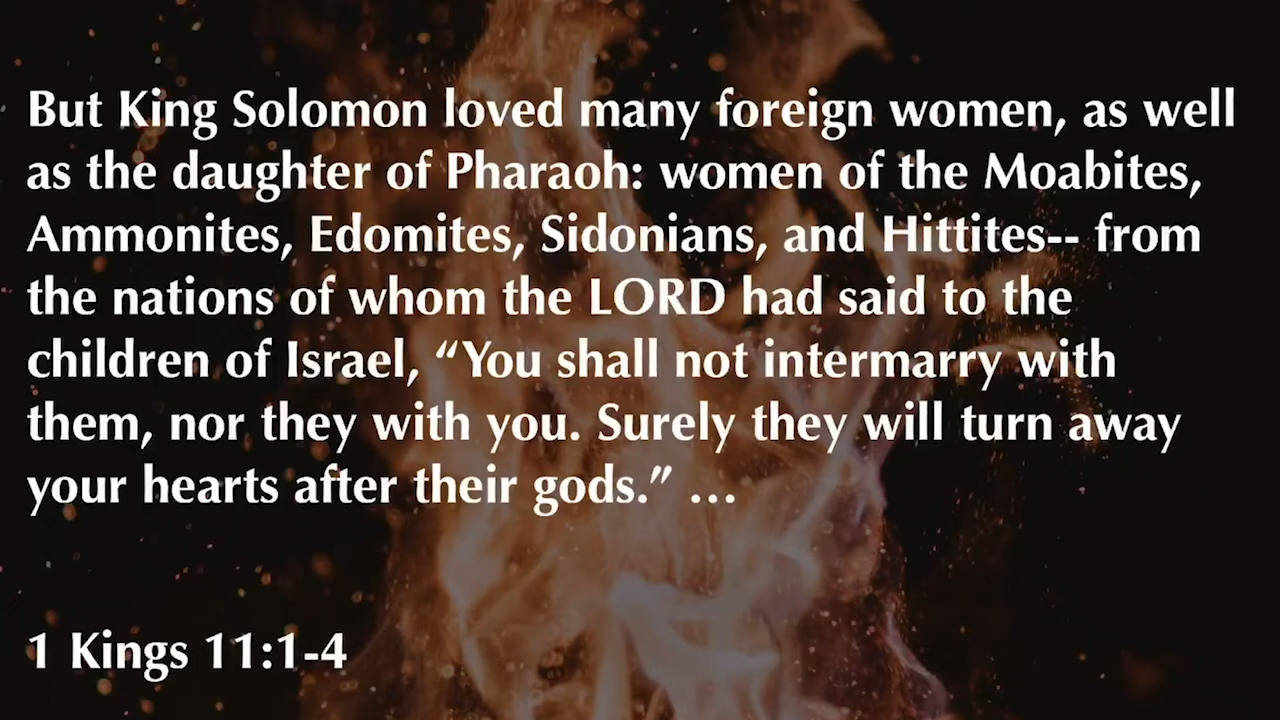 But King Solomon loved many foreign women, as well
as the daughter of Pharaoh: women of the Moabites,
Ammonites, Edomites, Sidonians, and Hittites-- from
the nations of whom the LORD had said to the
children of Israel, “You shall not intermarry with
them, nor they with you. Surely they will turn away
your hearts after their gods.” …
1 Kings 11:1-4